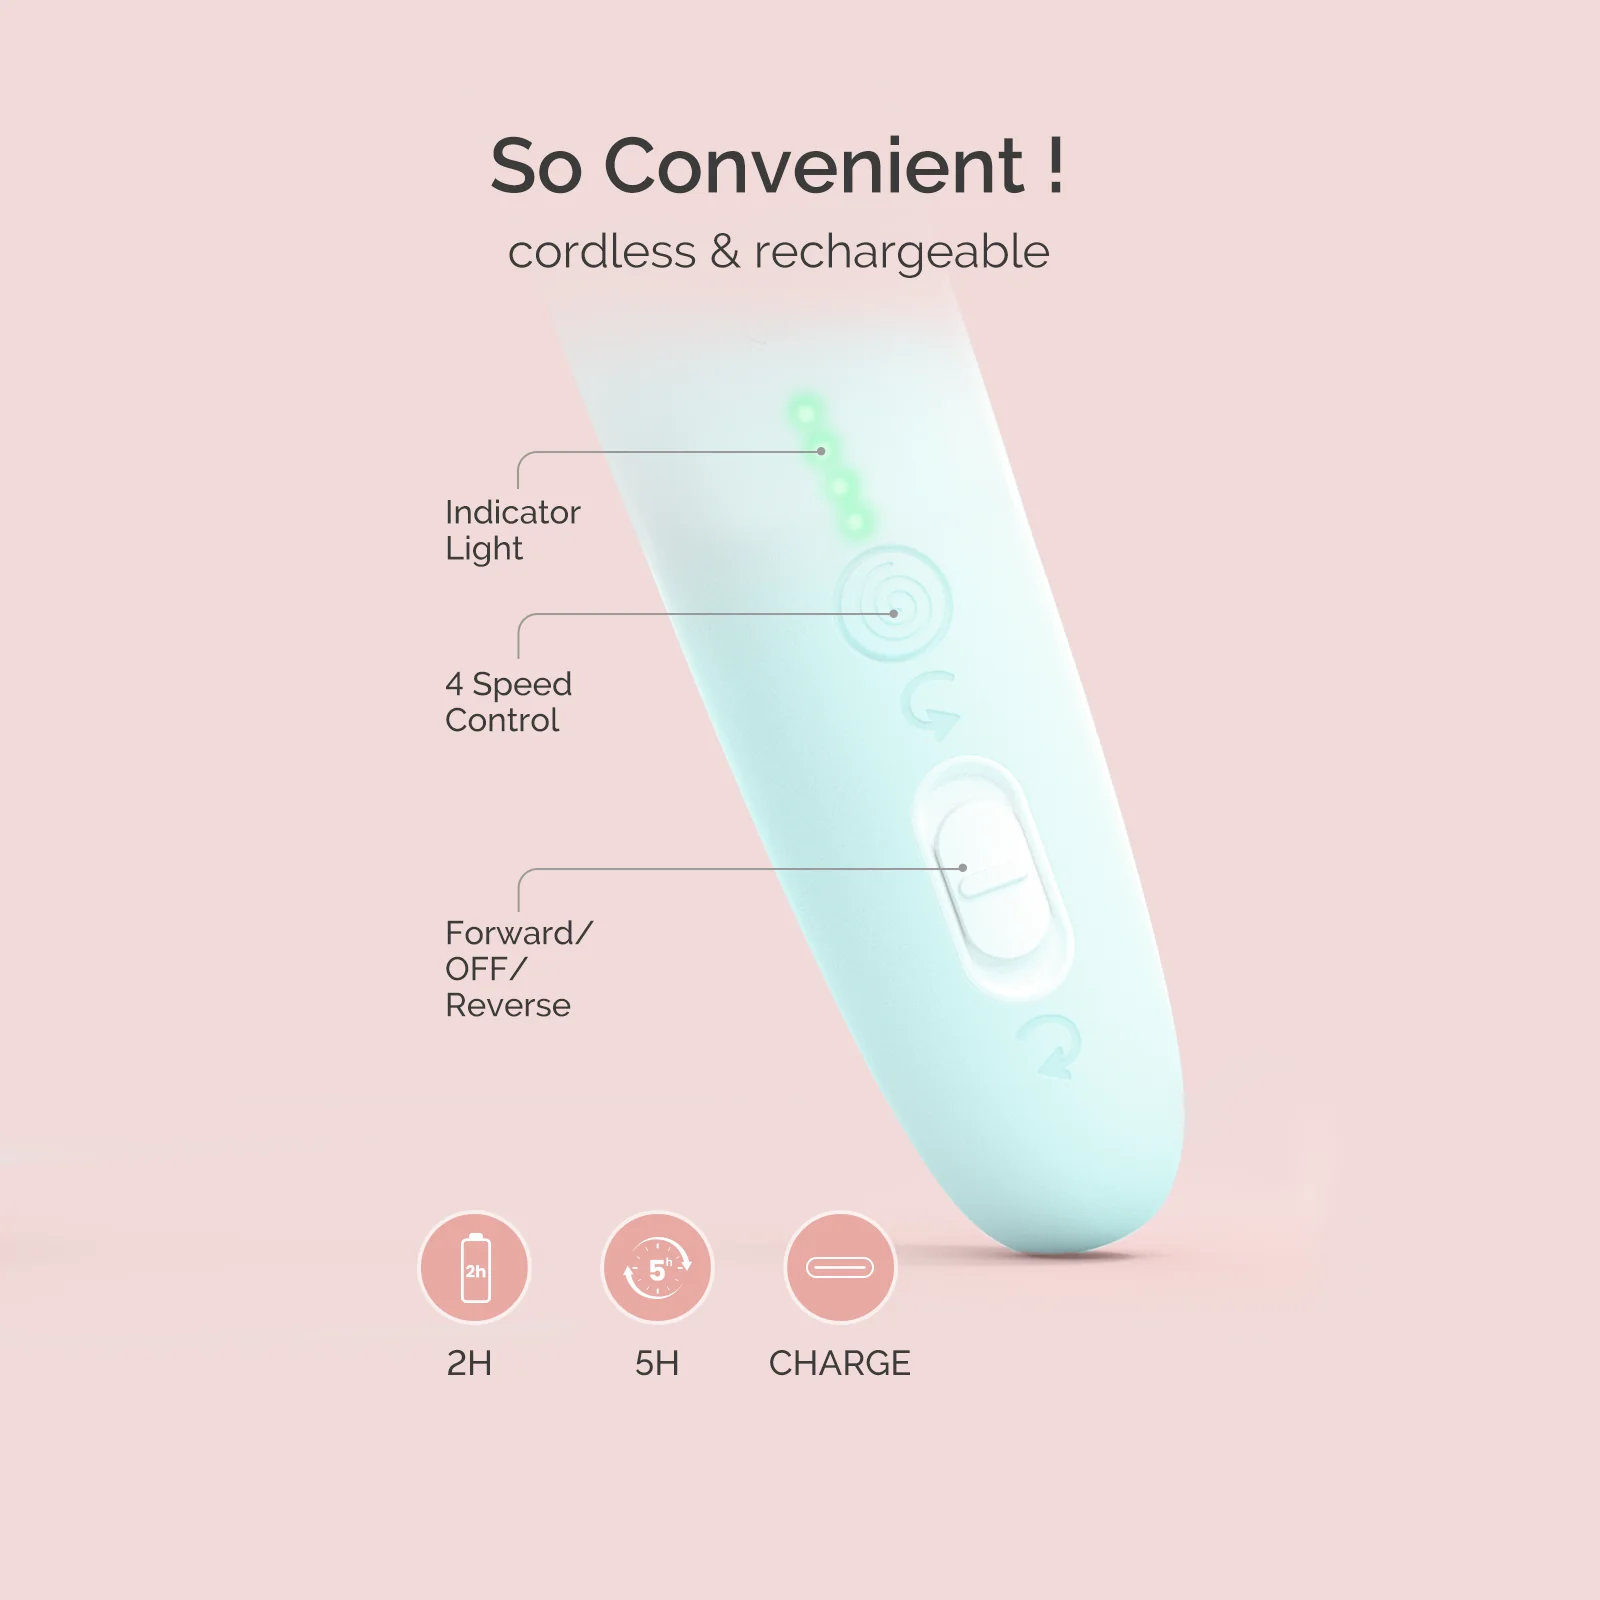 So Convenient !
cordless & rechargeable
Indicator
Light
4 Speed
Control
Forward/
OFF/
Reverse
2h
5h
2H
5H
CHARGE